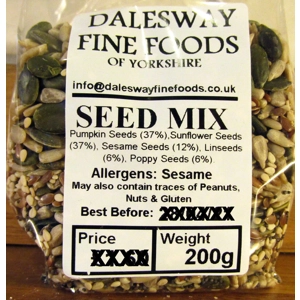 DALESWAY
FINE FOODS
OF YORKSHIRE
info@daleswayfinefoods.co.uk
SEED MIX
Pumpkin Seeds (37%),Sunflower Seeds
(37%), Sesame Seeds (12%), Linseeds
(6%), Poppy Seeds (6%)
Allergens: Sesame
May also contain traces of Peanuts,
Nuts & Gluten
Best Before:
Price
Weight
200g